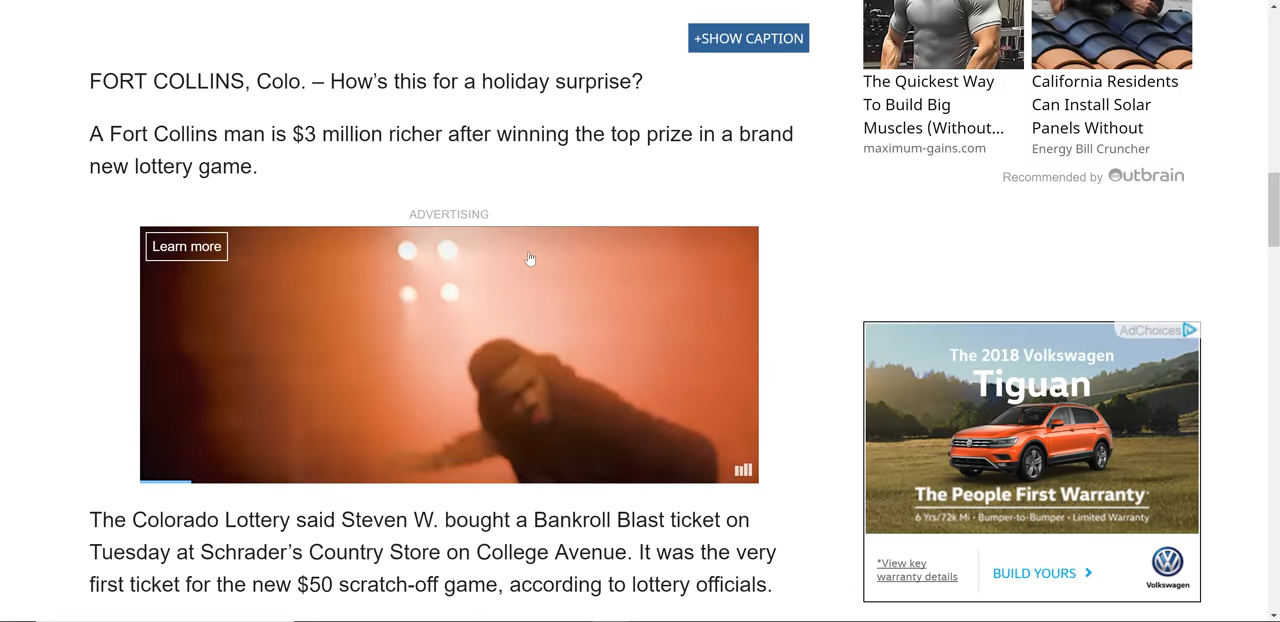 +SHOW CAPTION
FORT COLLINS, Colo. – How's this for a holiday surprise?
A Fort Collins man is $3 million richer after winning the top prize in a brand
new lottery game.
ADVERTISING
Learn more
The Colorado Lottery said Steven W. bought a Bankroll Blast ticket on
Tuesday at Schrader's Country Store on College Avenue. It was the very
first ticket for the new $50 scratch-off game, according to lottery officials.
The Quickest Way
To Build Big
Muscles (Without...
maximum-gains.com
California Residents
Can Install Solar
Panels Without
Energy Bill Cruncher
Recommended by Outbrain
AdChoices
The 2018 Volkswagen
Tiguan
The People First Warranty*
6 Yrs/72k Mi • Bumper-to-Bumper • Limited Warranty
*View key
warranty details
BUILD YOURS
Volkswagen